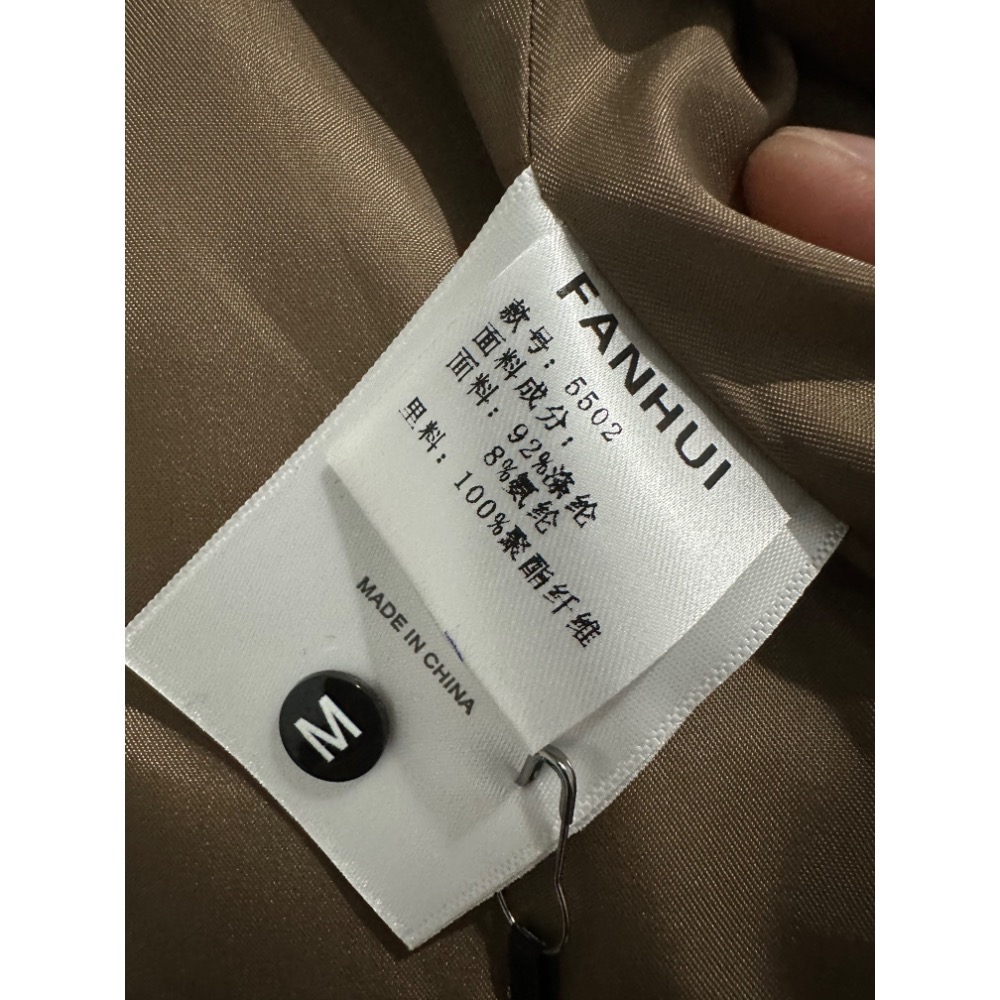 FANHUI
款号：5502
面料成分：
面料：92%涤纶
8%氨纶
里料：100%聚酯纤维
MADE IN CHINA
M